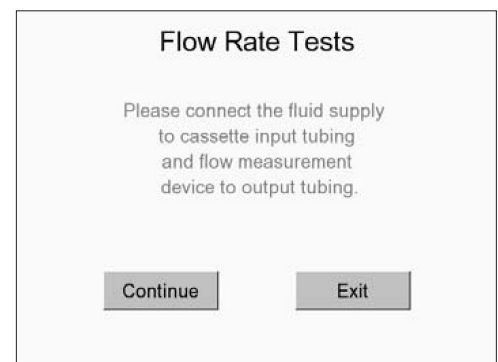 Flow Rate Tests
Please connect the fluid supply
to cassette input tubing
and flow measurement
device to output tubing.
Continue Exit